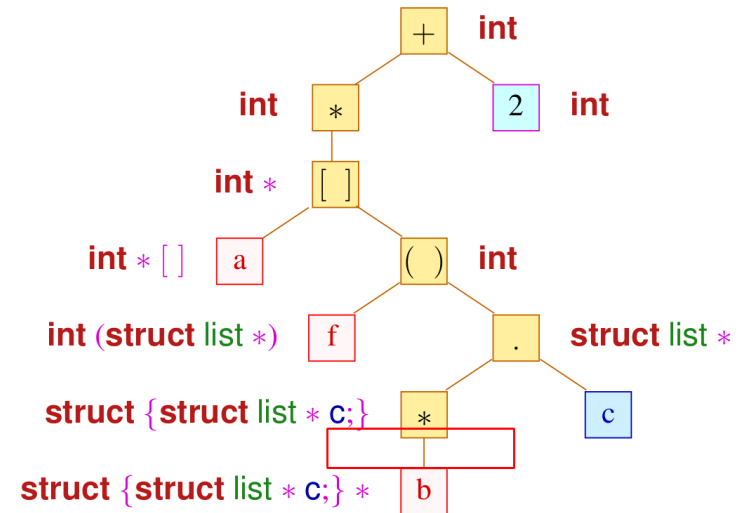 + int
int * 2 int
int * [ ]
int * [ ] a ( ) int
int (struct list *) f . struct list *
struct {struct list * c;} * c
struct {struct list * c;} * b